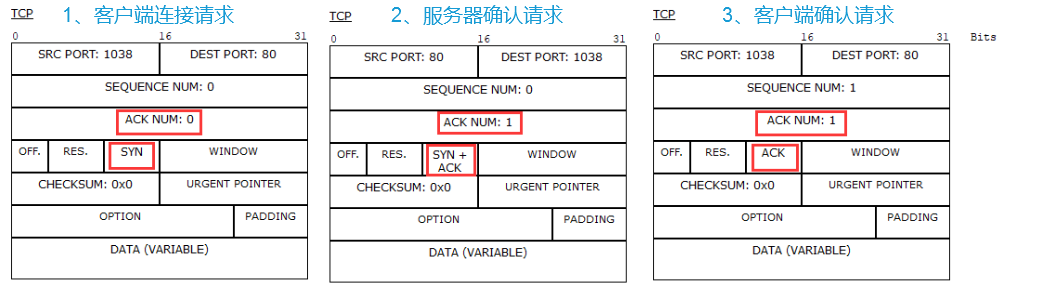 TCP 1、客户端连接请求
0 16 31
SRC PORT: 1038 DEST PORT: 80
SEQUENCE NUM: 0
ACK NUM: 0
OFF. RES. SYN WINDOW
CHECKSUM: 0x0 URGENT POINTER
OPTION PADDING
DATA (VARIABLE)
TCP 2、服务器确认请求
0 16 31
SRC PORT: 80 DEST PORT: 1038
SEQUENCE NUM: 0
ACK NUM: 1
OFF. RES. SYN + ACK WINDOW
CHECKSUM: 0x0 URGENT POINTER
OPTION PADDING
DATA (VARIABLE)
TCP 3、客户端确认请求
0 16 31 Bits
SRC PORT: 1038 DEST PORT: 80
SEQUENCE NUM: 1
ACK NUM: 1
OFF. RES. ACK WINDOW
CHECKSUM: 0x0 URGENT POINTER
OPTION PADDING
DATA (VARIABLE)